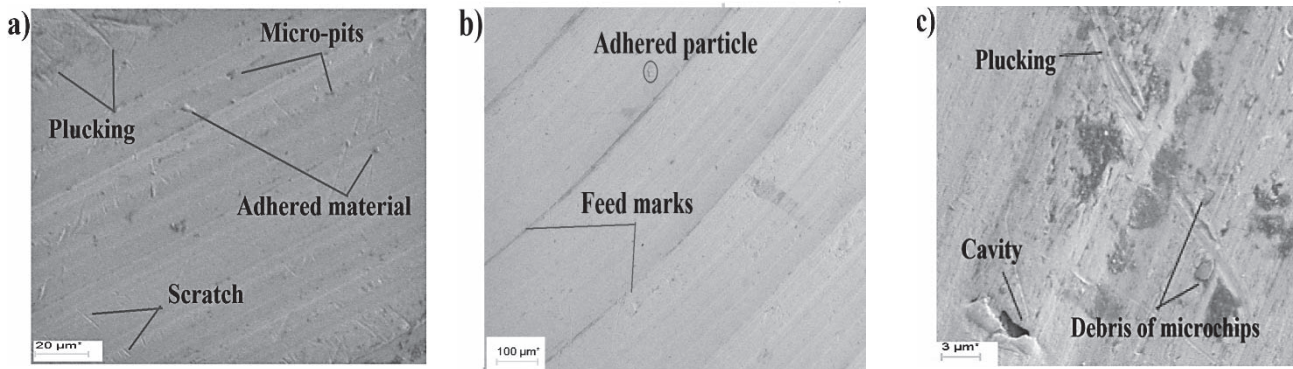 a)
Micro-pits
Plucking
Adhered material
Scratch
20 µm*
b)
Adhered particle
Feed marks
100 µm*
c)
Plucking
Cavity
Debris of microchips
3 µm*